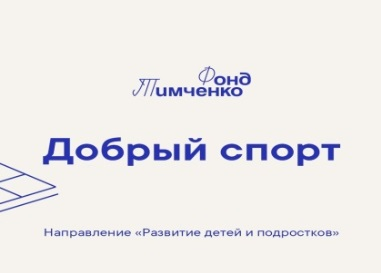 Фонд
Тимченко
Добрый спорт
Направление «Развитие детей и подростков»